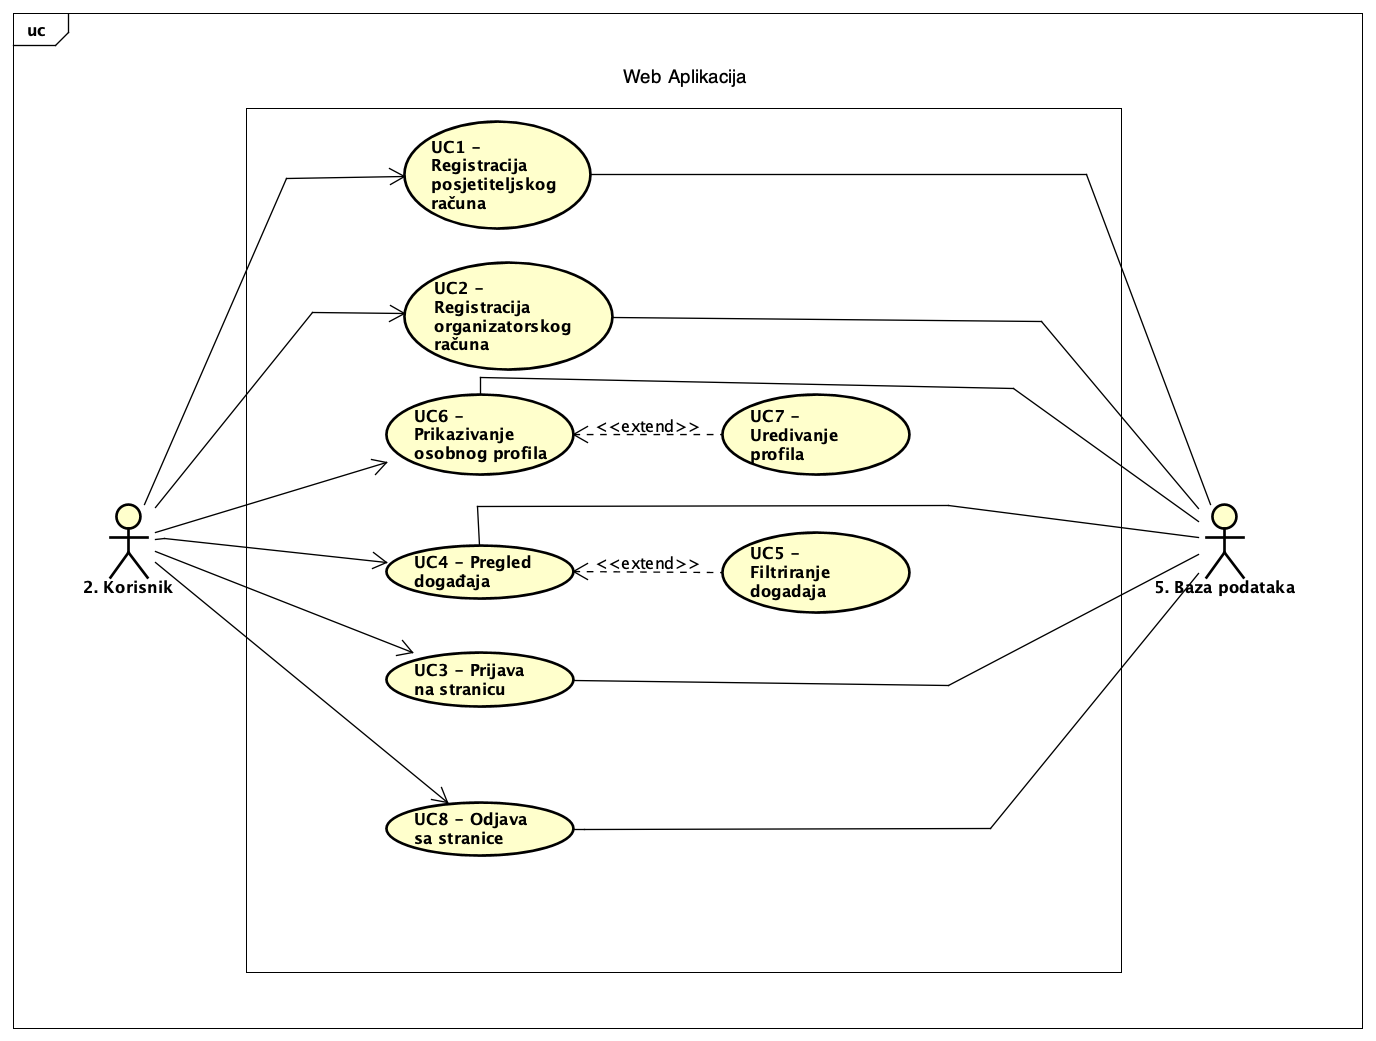 uc
Web Aplikacija
UC1 -
Registracija
posjetiteljskog
računa
UC2 -
Registracija
organizatorskog
računa
UC6 -
Prikazivanje
osobnog profila
<<extend>>
UC7 -
Uredivanje
profila
2. Korisnik
UC4 - Pregled
događaja
<<extend>>
UC5 -
Filtriranje
dogadaja
5. Baza podataka
UC3 - Prijava
na stranicu
UC8 - Odjava
sa stranice